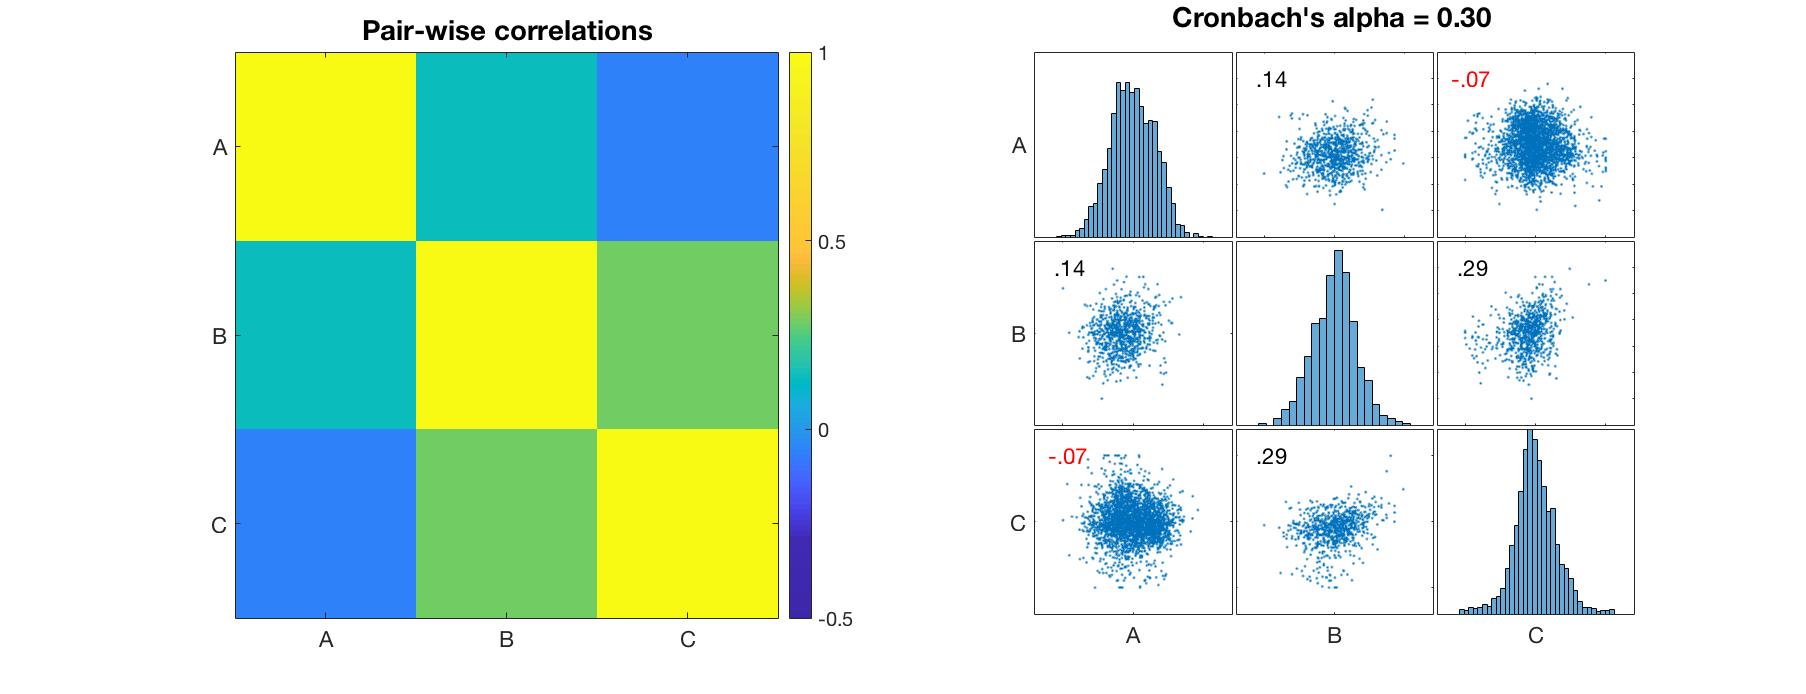 Pair-wise correlations
A
B
C
A
B
C
1
0.5
0
-0.5
Cronbach's alpha = 0.30
A
.14
-.07
B
.14
.29
C
-.07
.29
A
B
C